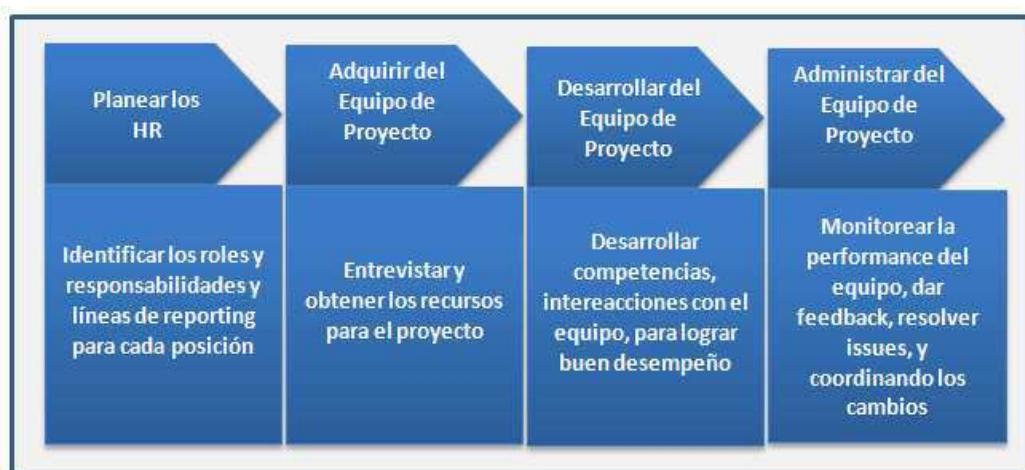 Planear los
HR
Adquirir del
Equipo de
Proyecto
Desarrollar del
Equipo de
Proyecto
Administrar del
Equipo de
Proyecto
Identificar los roles y
responsabilidades y
líneas de reporting
para cada posición
Entrevistar y
obtener los recursos
para el proyecto
Desarrollar
competencias,
intereacciones con el
equipo, para lograr
buen desempeño
Monitorear la
performance del
equipo, dar
feedback, resolver
issues, y
coordinando los
cambios